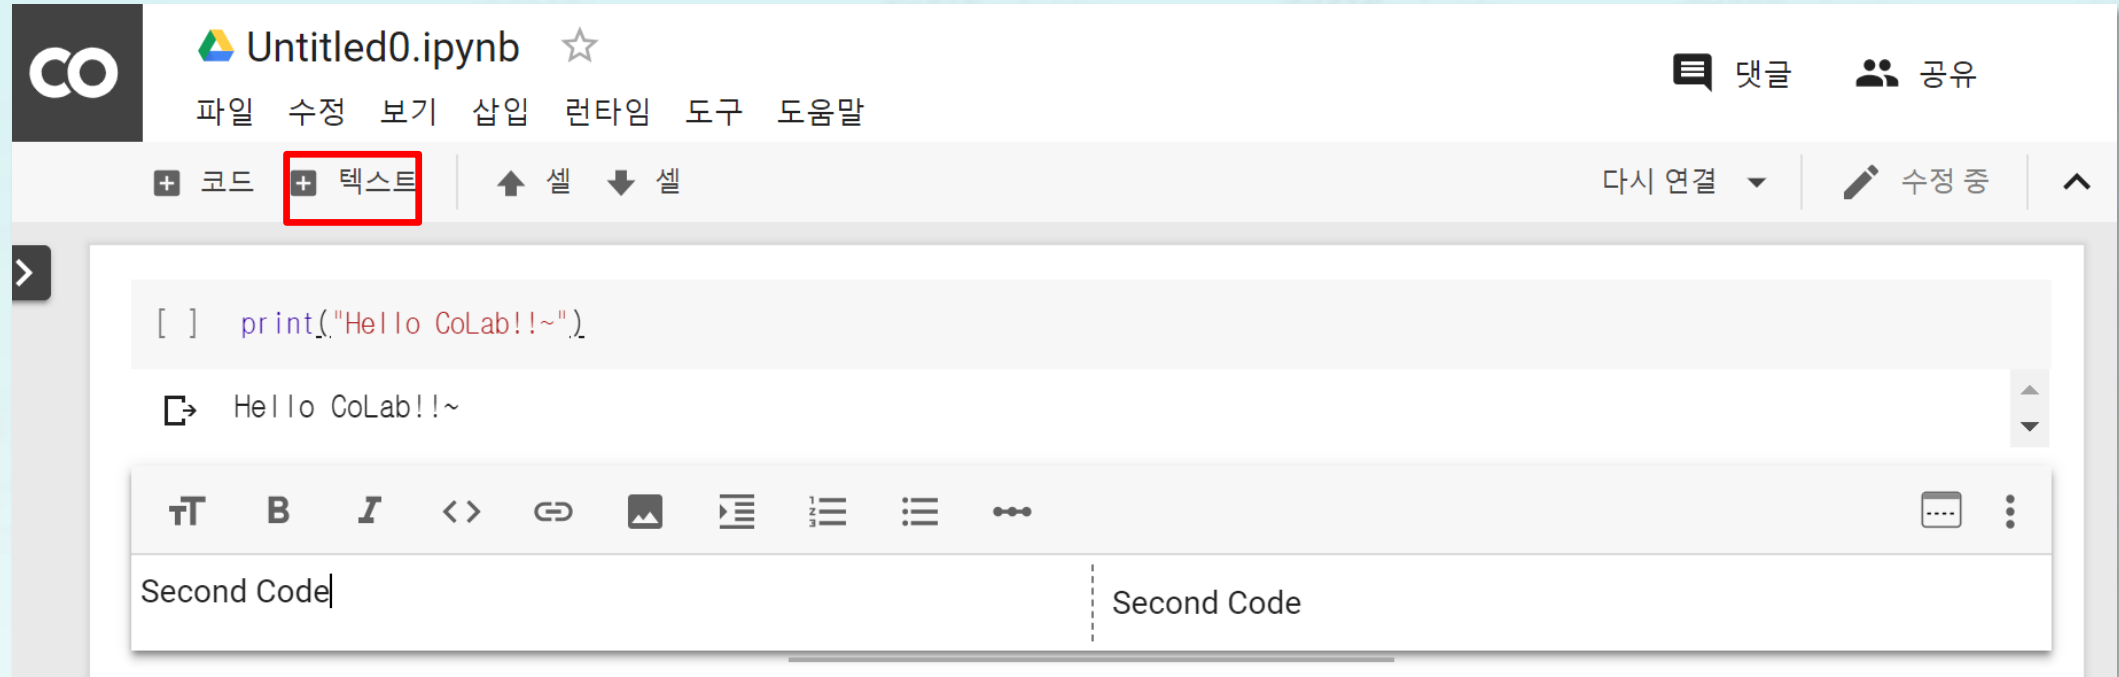 CO Untitled0.ipynb
댓글 공유
파일 수정 보기 삽입 런타임 도구 도움말
코드 텍스트 셀 셀 다시 연결 수정 중
[ ] print("Hello CoLab!!~")
Hello CoLab!!~
Second Code
Second Code